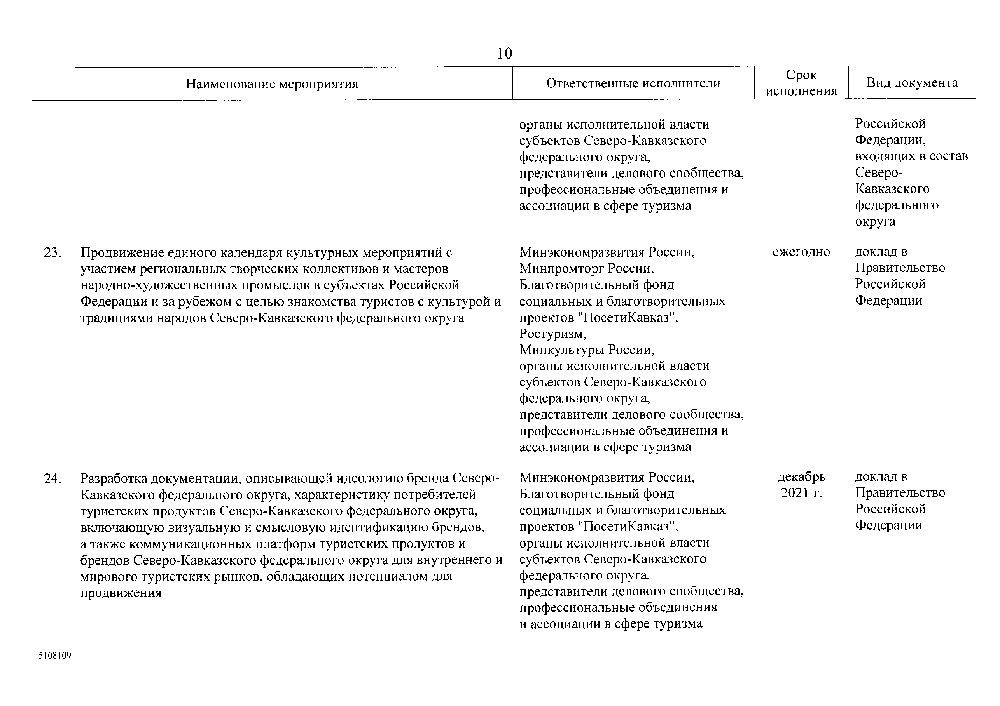 10
Наименование мероприятия
Ответственные исполнители
Срок
исполнения
Вид документа
органы исполнительной власти
субъектов Северо-Кавказского
федерального округа,
представители делового сообщества,
профессиональные объединения и
ассоциации в сфере туризма
Российской
Федерации,
входящих в состав
Северо-
Кавказского
федерального
округа
23.
Продвижение единого календаря культурных мероприятий с
участием региональных творческих коллективов и мастеров
народно-художественных промыслов в субъектах Российской
Федерации и за рубежом с целью знакомства туристов с культурой и
традициями народов Северо-Кавказского федерального округа
Минэкономразвития России,
Минпромторг России,
Благотворительный фонд
социальных и благотворительных
проектов "ПосетиКавказ",
Ростуризм,
Минкультуры России,
органы исполнительной власти
субъектов Северо-Кавказского
федерального округа,
представители делового сообщества,
профессиональные объединения и
ассоциации в сфере туризма
ежегодно
доклад в
Правительство
Российской
Федерации
24.
Разработка документации, описывающей идеологию бренда Северо-
Кавказского федерального округа, характеристику потребителей
туристских продуктов Северо-Кавказского федерального округа,
включающую визуальную и смысловую идентификацию брендов,
а также коммуникационных платформ туристских продуктов и
брендов Северо-Кавказского федерального округа для внутреннего и
мирового туристских рынков, обладающих потенциалом для
продвижения
Минэкономразвития России,
Благотворительный фонд
социальных и благотворительных
проектов "ПосетиКавказ",
органы исполнительной власти
субъектов Северо-Кавказского
федерального округа,
представители делового сообщества,
профессиональные объединения
и ассоциации в сфере туризма
декабрь
2021 г.
доклад в
Правительство
Российской
Федерации
5108109